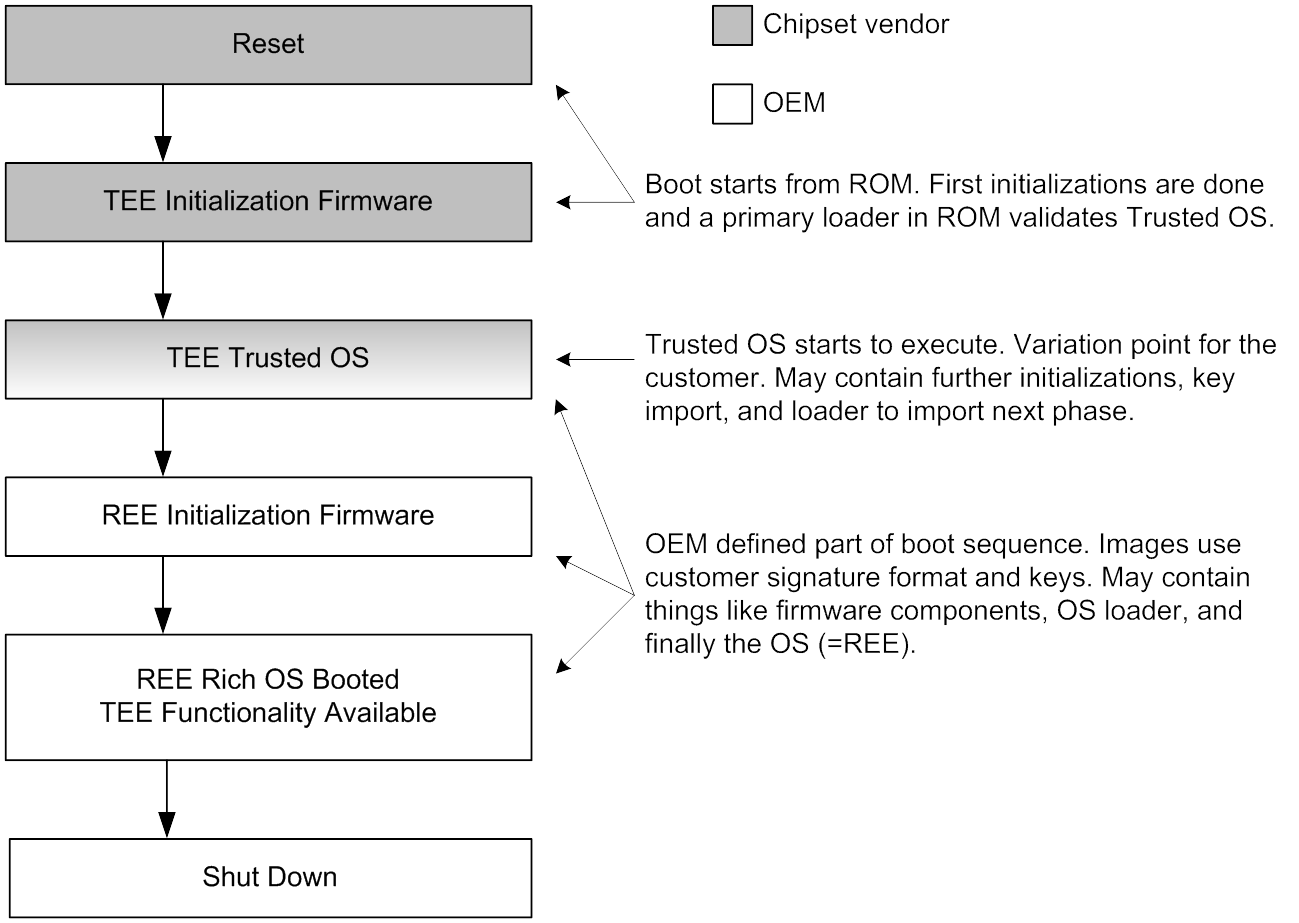 Reset
Chipset vendor
OEM
TEE Initialization Firmware
Boot starts from ROM. First initializations are done
and a primary loader in ROM validates Trusted OS.
TEE Trusted OS
Trusted OS starts to execute. Variation point for the
customer. May contain further initializations, key
import, and loader to import next phase.
REE Initialization Firmware
OEM defined part of boot sequence. Images use
customer signature format and keys. May contain
things like firmware components, OS loader, and
finally the OS (=REE).
REE Rich OS Booted
TEE Functionality Available
Shut Down